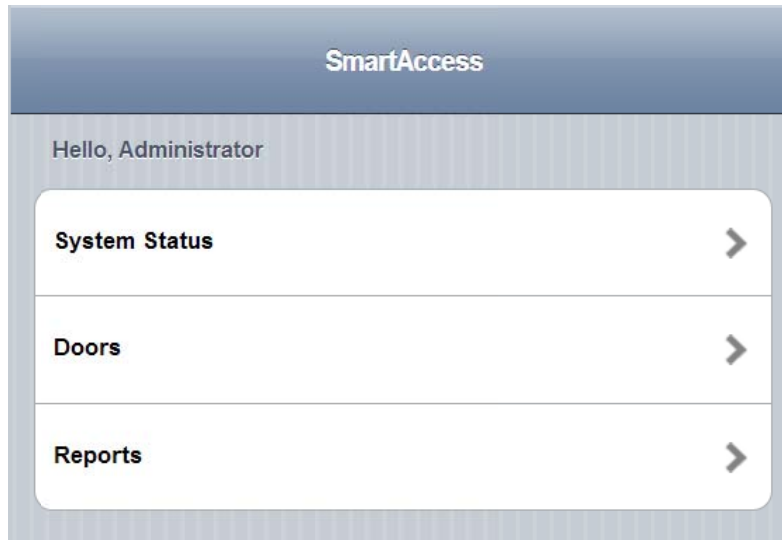 SmartAccess
Hello, Administrator
System Status
Doors
Reports